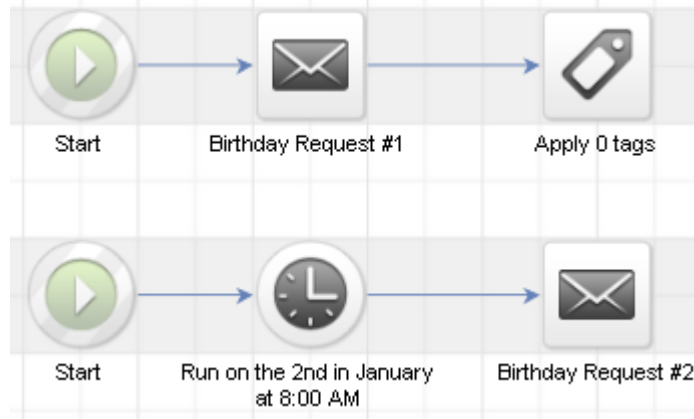 Start
Birthday Request #1
Apply 0 tags
Start
Run on the 2nd in January
at 8:00 AM
Birthday Request #2